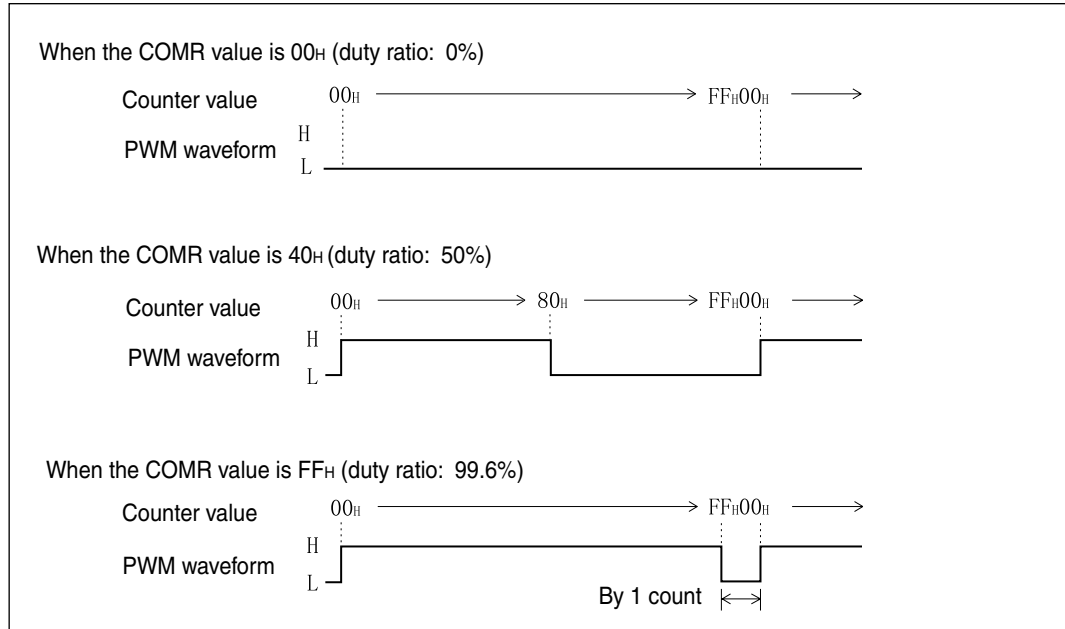 When the COMR value is 00H (duty ratio: 0%)
Counter value 00H FFH00H
PWM waveform H
L
When the COMR value is 40H (duty ratio: 50%)
Counter value 00H 80H FFH00H
PWM waveform H
L
When the COMR value is FFH (duty ratio: 99.6%)
Counter value 00H FFH00H
PWM waveform H
L
By 1 count